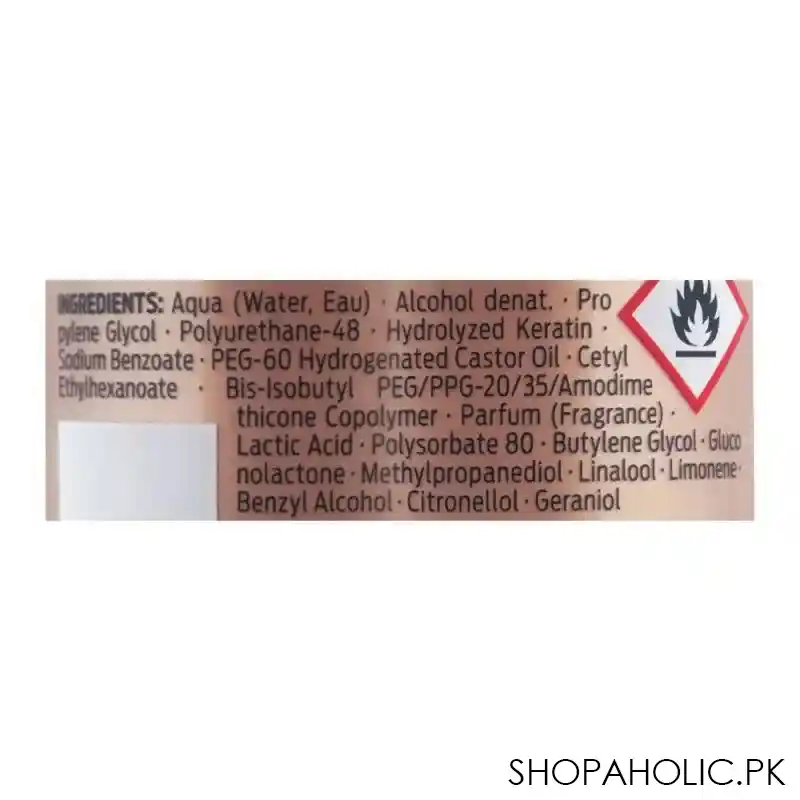 INGREDIENTS: Aqua (Water, Eau) · Alcohol denat. · Pro
pylene Glycol · Polyurethane-48 · Hydrolyzed Keratin ·
Sodium Benzoate · PEG-60 Hydrogenated Castor Oil · Cetyl
Ethylhexanoate · Bis-Isobutyl PEG/PPG-20/35/Amodime
thicone Copolymer · Parfum (Fragrance) ·
Lactic Acid · Polysorbate 80 · Butylene Glycol · Gluco
nolactone · Methylpropanediol · Linalool · Limonene ·
Benzyl Alcohol · Citronellol · Geraniol
SHOPAHOLIC.PK